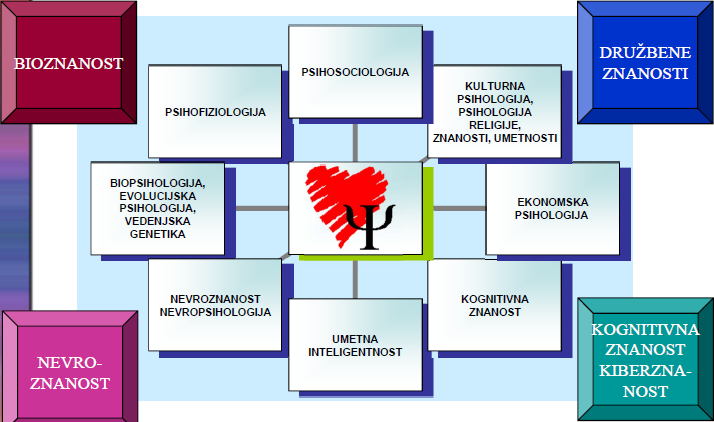 BIOZNANOST
DRUŽBENE
ZNANOSTI
PSIHOSOCIOLOGIJA
PSIHOFIZIOLOGIJA
KULTURNA
PSIHOLOGIJA,
PSIHOLOGIJA
RELIGIJE,
ZNANOSTI, UMETNOSTI
BIOPSIHOLOGIJA,
EVOLUCIJSKA
PSIHOLOGIJA,
VEDENJSKA
GENETIKA
Ψ
EKONOMSKA
PSIHOLOGIJA
NEVROZNANOST
NEVROPSIHOLOGIJA
UMETNA
INTELIGENTNOST
KOGNITIVNA
ZNANOST
NEVRO-
ZNANOST
KOGNITIVNA
ZNANOST
KIBERZNA-
NOST